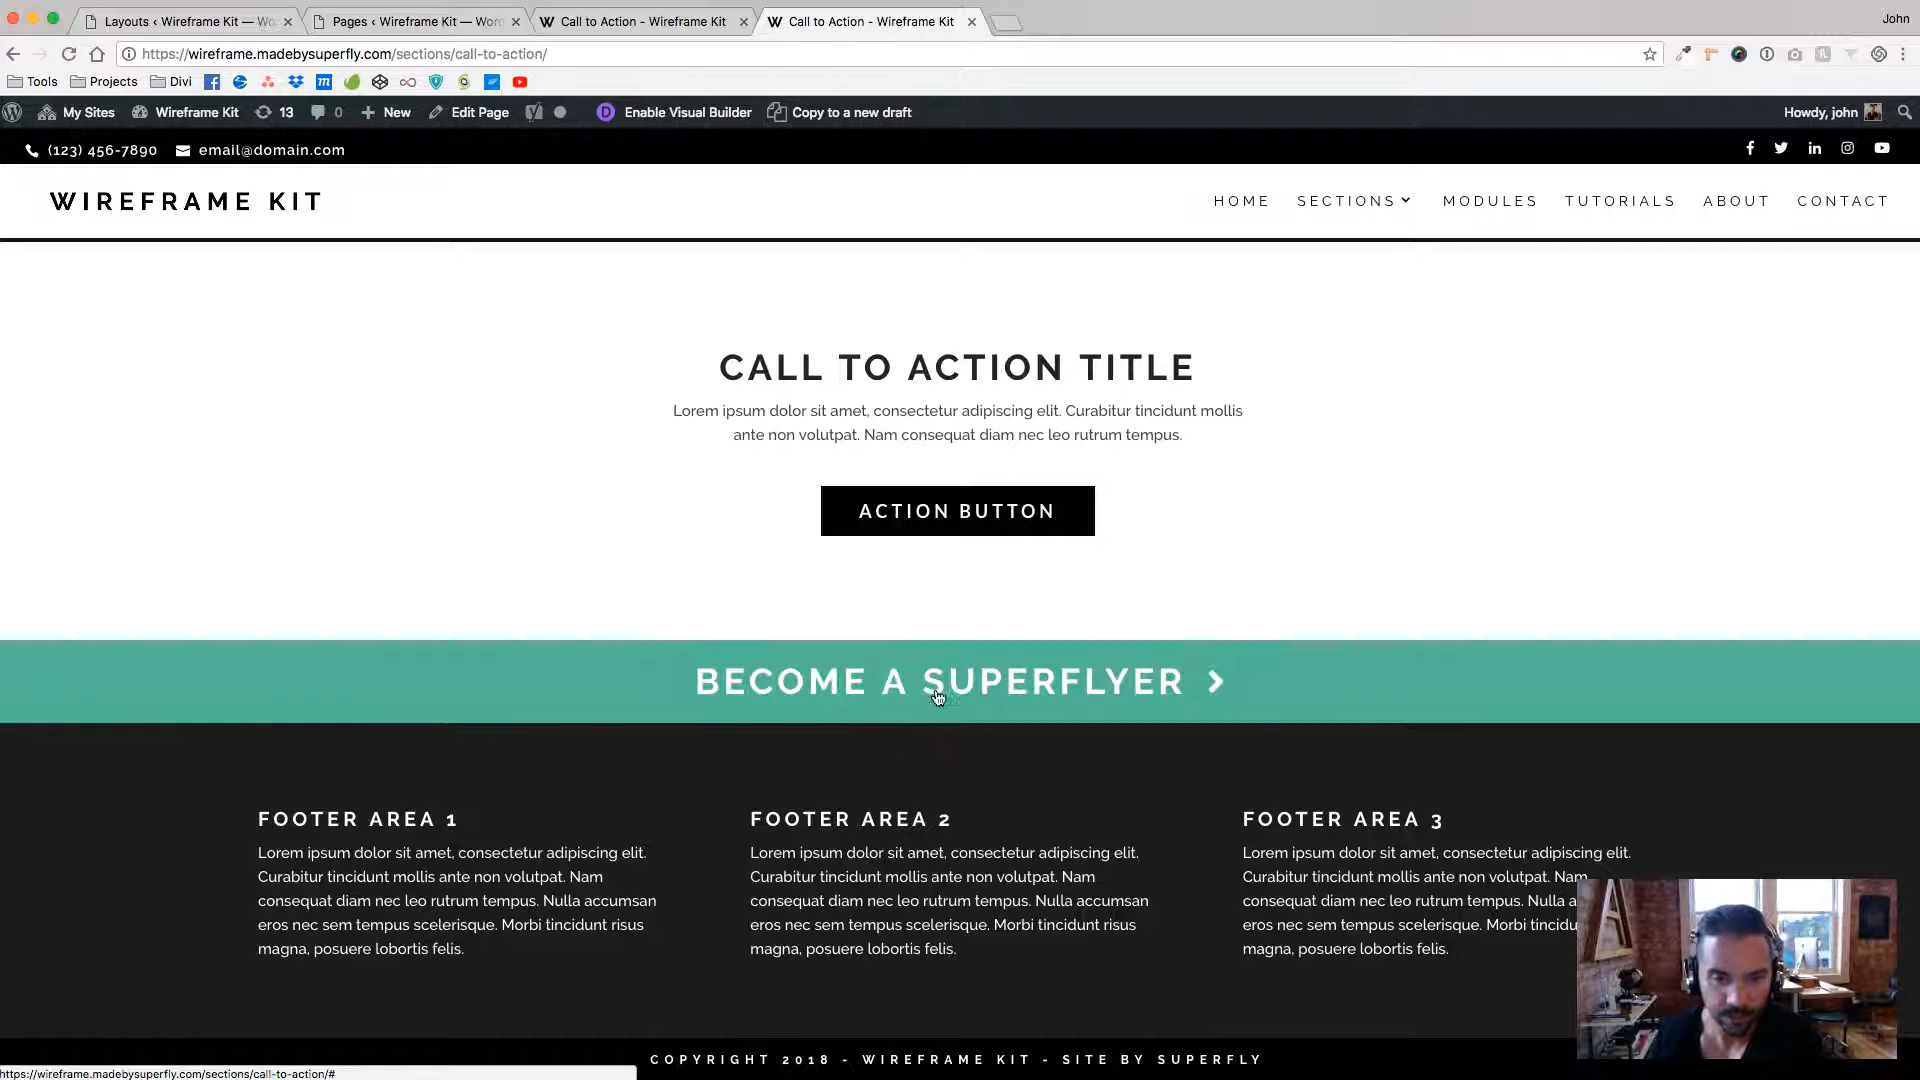 Layouts ‹ Wireframe Kit — Wo
Pages ‹ Wireframe Kit — Word
Call to Action - Wireframe Kit
Call to Action - Wireframe Kit
John
https://wireframe.madebysuperfly.com/sections/call-to-action/
Tools
Projects
Divi
My Sites
Wireframe Kit
13
0
New
Edit Page
Enable Visual Builder
Copy to a new draft
Howdy, john
(123) 456-7890
email@domain.com
WIREFRAME KIT
HOME
SECTIONS
MODULES
TUTORIALS
ABOUT
CONTACT
CALL TO ACTION TITLE
Lorem ipsum dolor sit amet, consectetur adipiscing elit. Curabitur tincidunt mollis
ante non volutpat. Nam consequat diam nec leo rutrum tempus.
ACTION BUTTON
BECOME A SUPERFLYER
FOOTER AREA 1
Lorem ipsum dolor sit amet, consectetur adipiscing elit.
Curabitur tincidunt mollis ante non volutpat. Nam
consequat diam nec leo rutrum tempus. Nulla accumsan
eros nec sem tempus scelerisque. Morbi tincidunt risus
magna, posuere lobortis felis.
FOOTER AREA 2
Lorem ipsum dolor sit amet, consectetur adipiscing elit.
Curabitur tincidunt mollis ante non volutpat. Nam
consequat diam nec leo rutrum tempus. Nulla accumsan
eros nec sem tempus scelerisque. Morbi tincidunt risus
magna, posuere lobortis felis.
FOOTER AREA 3
Lorem ipsum dolor sit amet, consectetur adipiscing elit.
Curabitur tincidunt mollis ante non volutpat. Nam
consequat diam nec leo rutrum tempus. Nulla a
eros nec sem tempus scelerisque. Morbi tincidu
magna, posuere lobortis felis.
COPYRIGHT 2018 - WIREFRAME KIT - SITE BY SUPERFLY
https://wireframe.madebysuperfly.com/sections/call-to-action/#